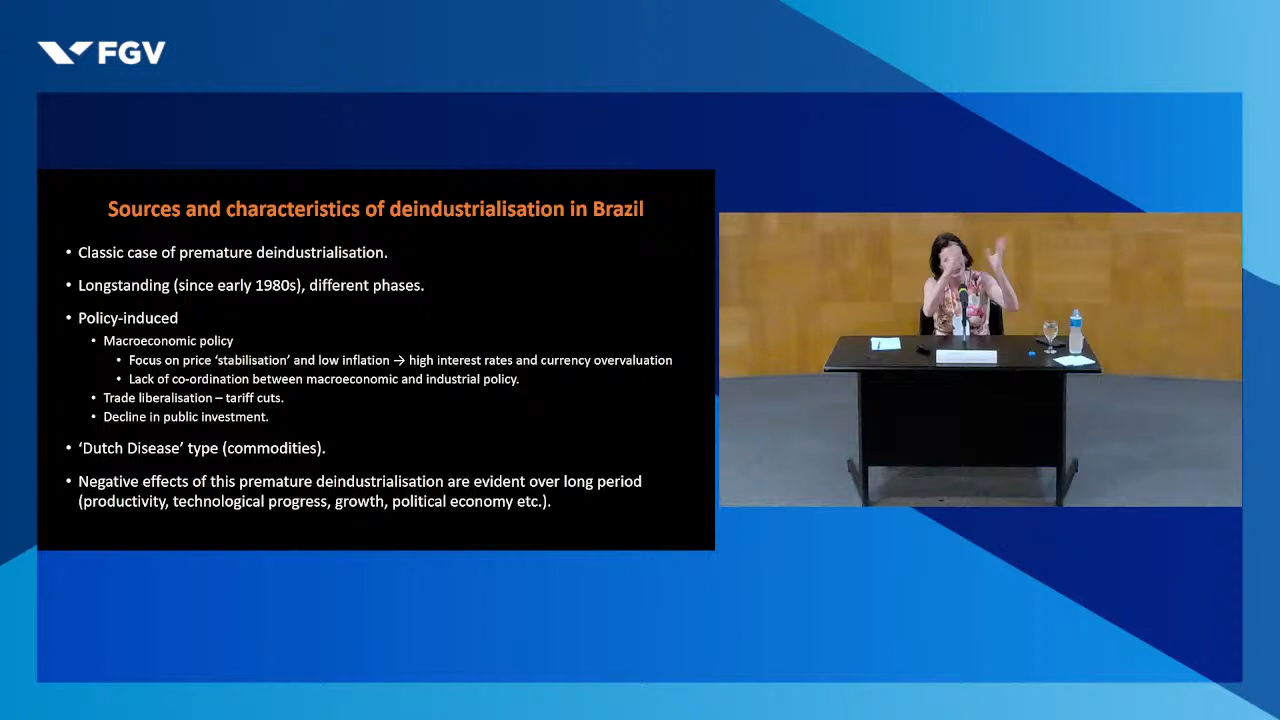 FGV
Sources and characteristics of deindustrialisation in Brazil
• Classic case of premature deindustrialisation.
• Longstanding (since early 1980s), different phases.
• Policy-induced
• Macroeconomic policy
• Focus on price ‘stabilisation’ and low inflation → high interest rates and currency overvaluation
• Lack of co-ordination between macroeconomic and industrial policy.
• Trade liberalisation – tariff cuts.
• Decline in public investment.
• ‘Dutch Disease’ type (commodities).
• Negative effects of this premature deindustrialisation are evident over long period
(productivity, technological progress, growth, political economy etc.).